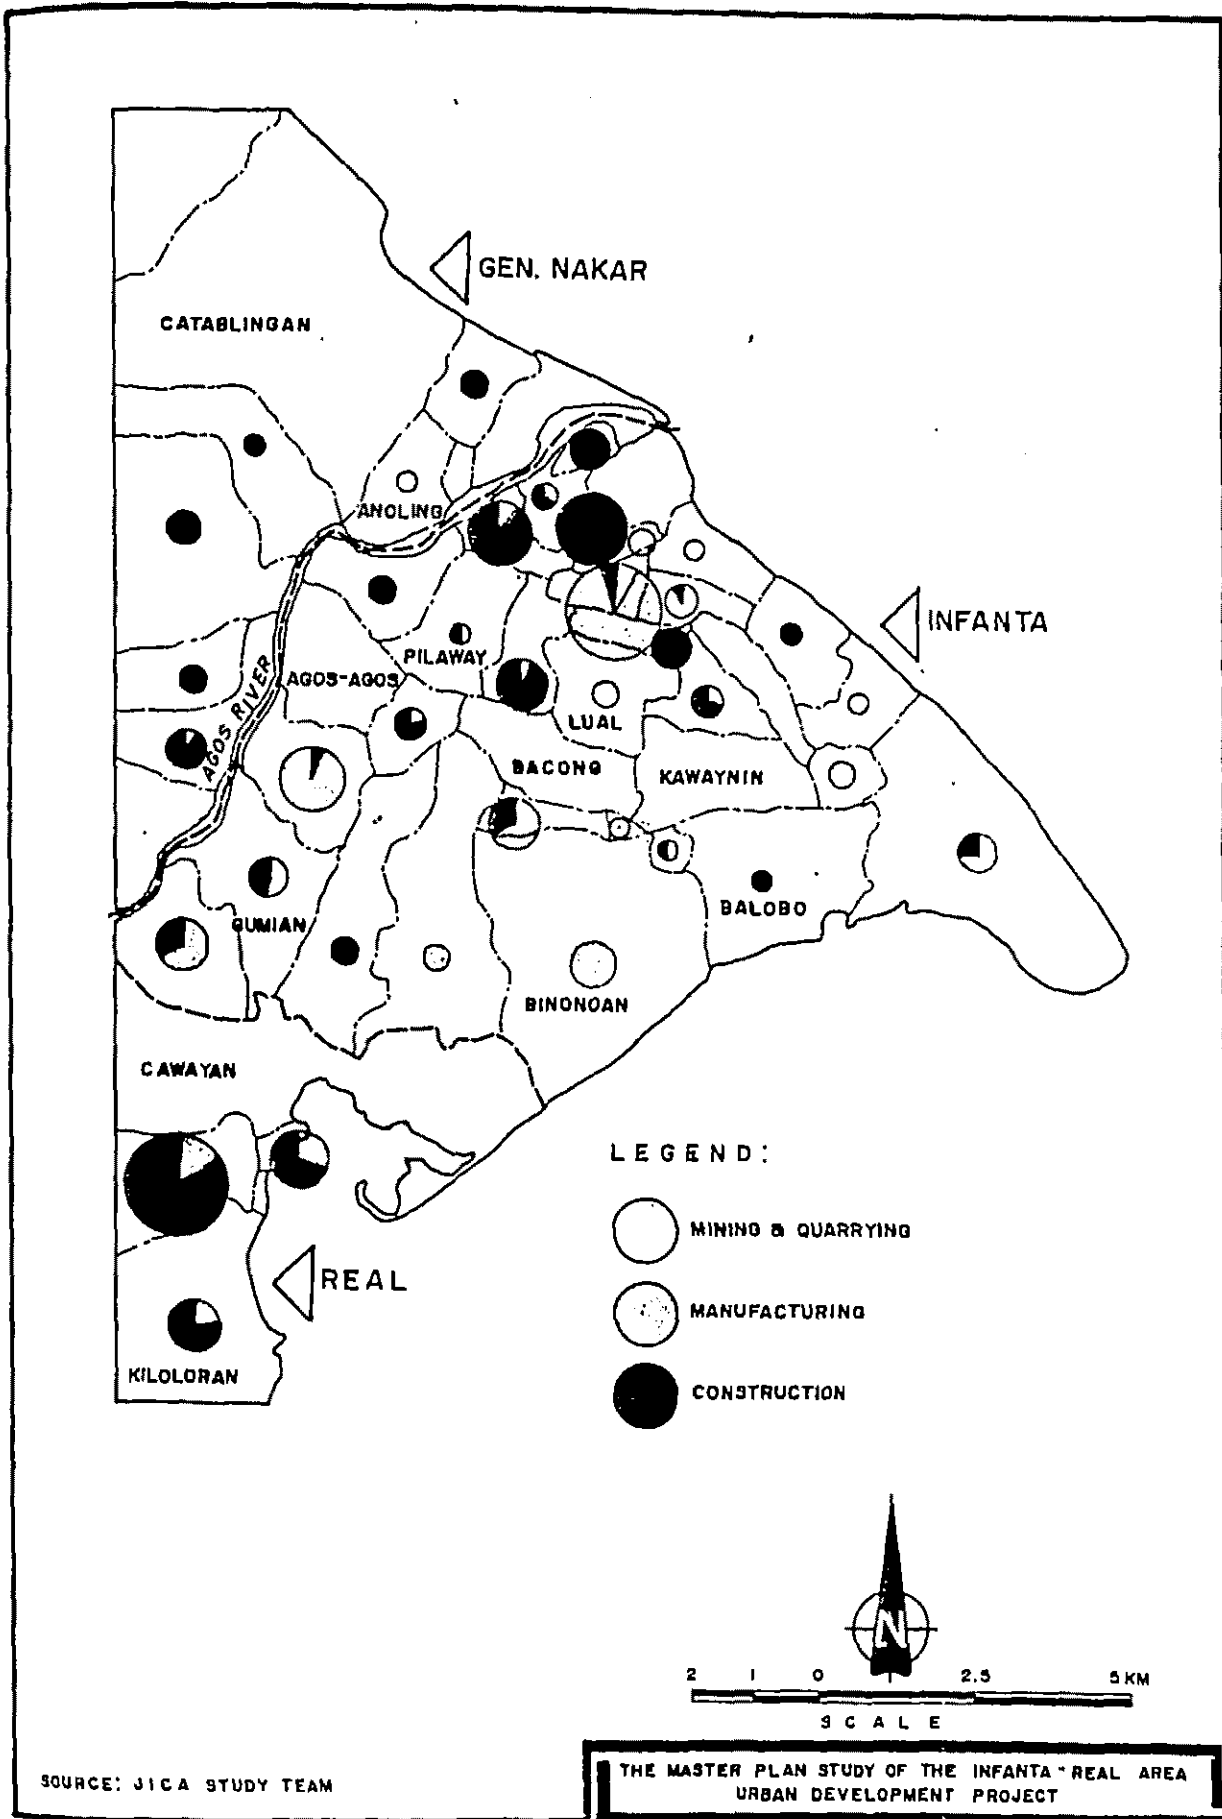 GEN. NAKAR
CATABLINGAN
ANOLING
INFANTA
PILAWAY
AGOS-AGOS
AGOS RIVER
LUAL
BACONG
KAWAYNIN
BALOBO
GUMIAN
BINONOAN
CAWAYAN
LEGEND:
MINING & QUARRYING
REAL
MANUFACTURING
KILOLORAN
CONSTRUCTION
N
2 1 0 2.5 5 KM
SCALE
SOURCE: JICA STUDY TEAM
THE MASTER PLAN STUDY OF THE INFANTA - REAL AREA
URBAN DEVELOPMENT PROJECT